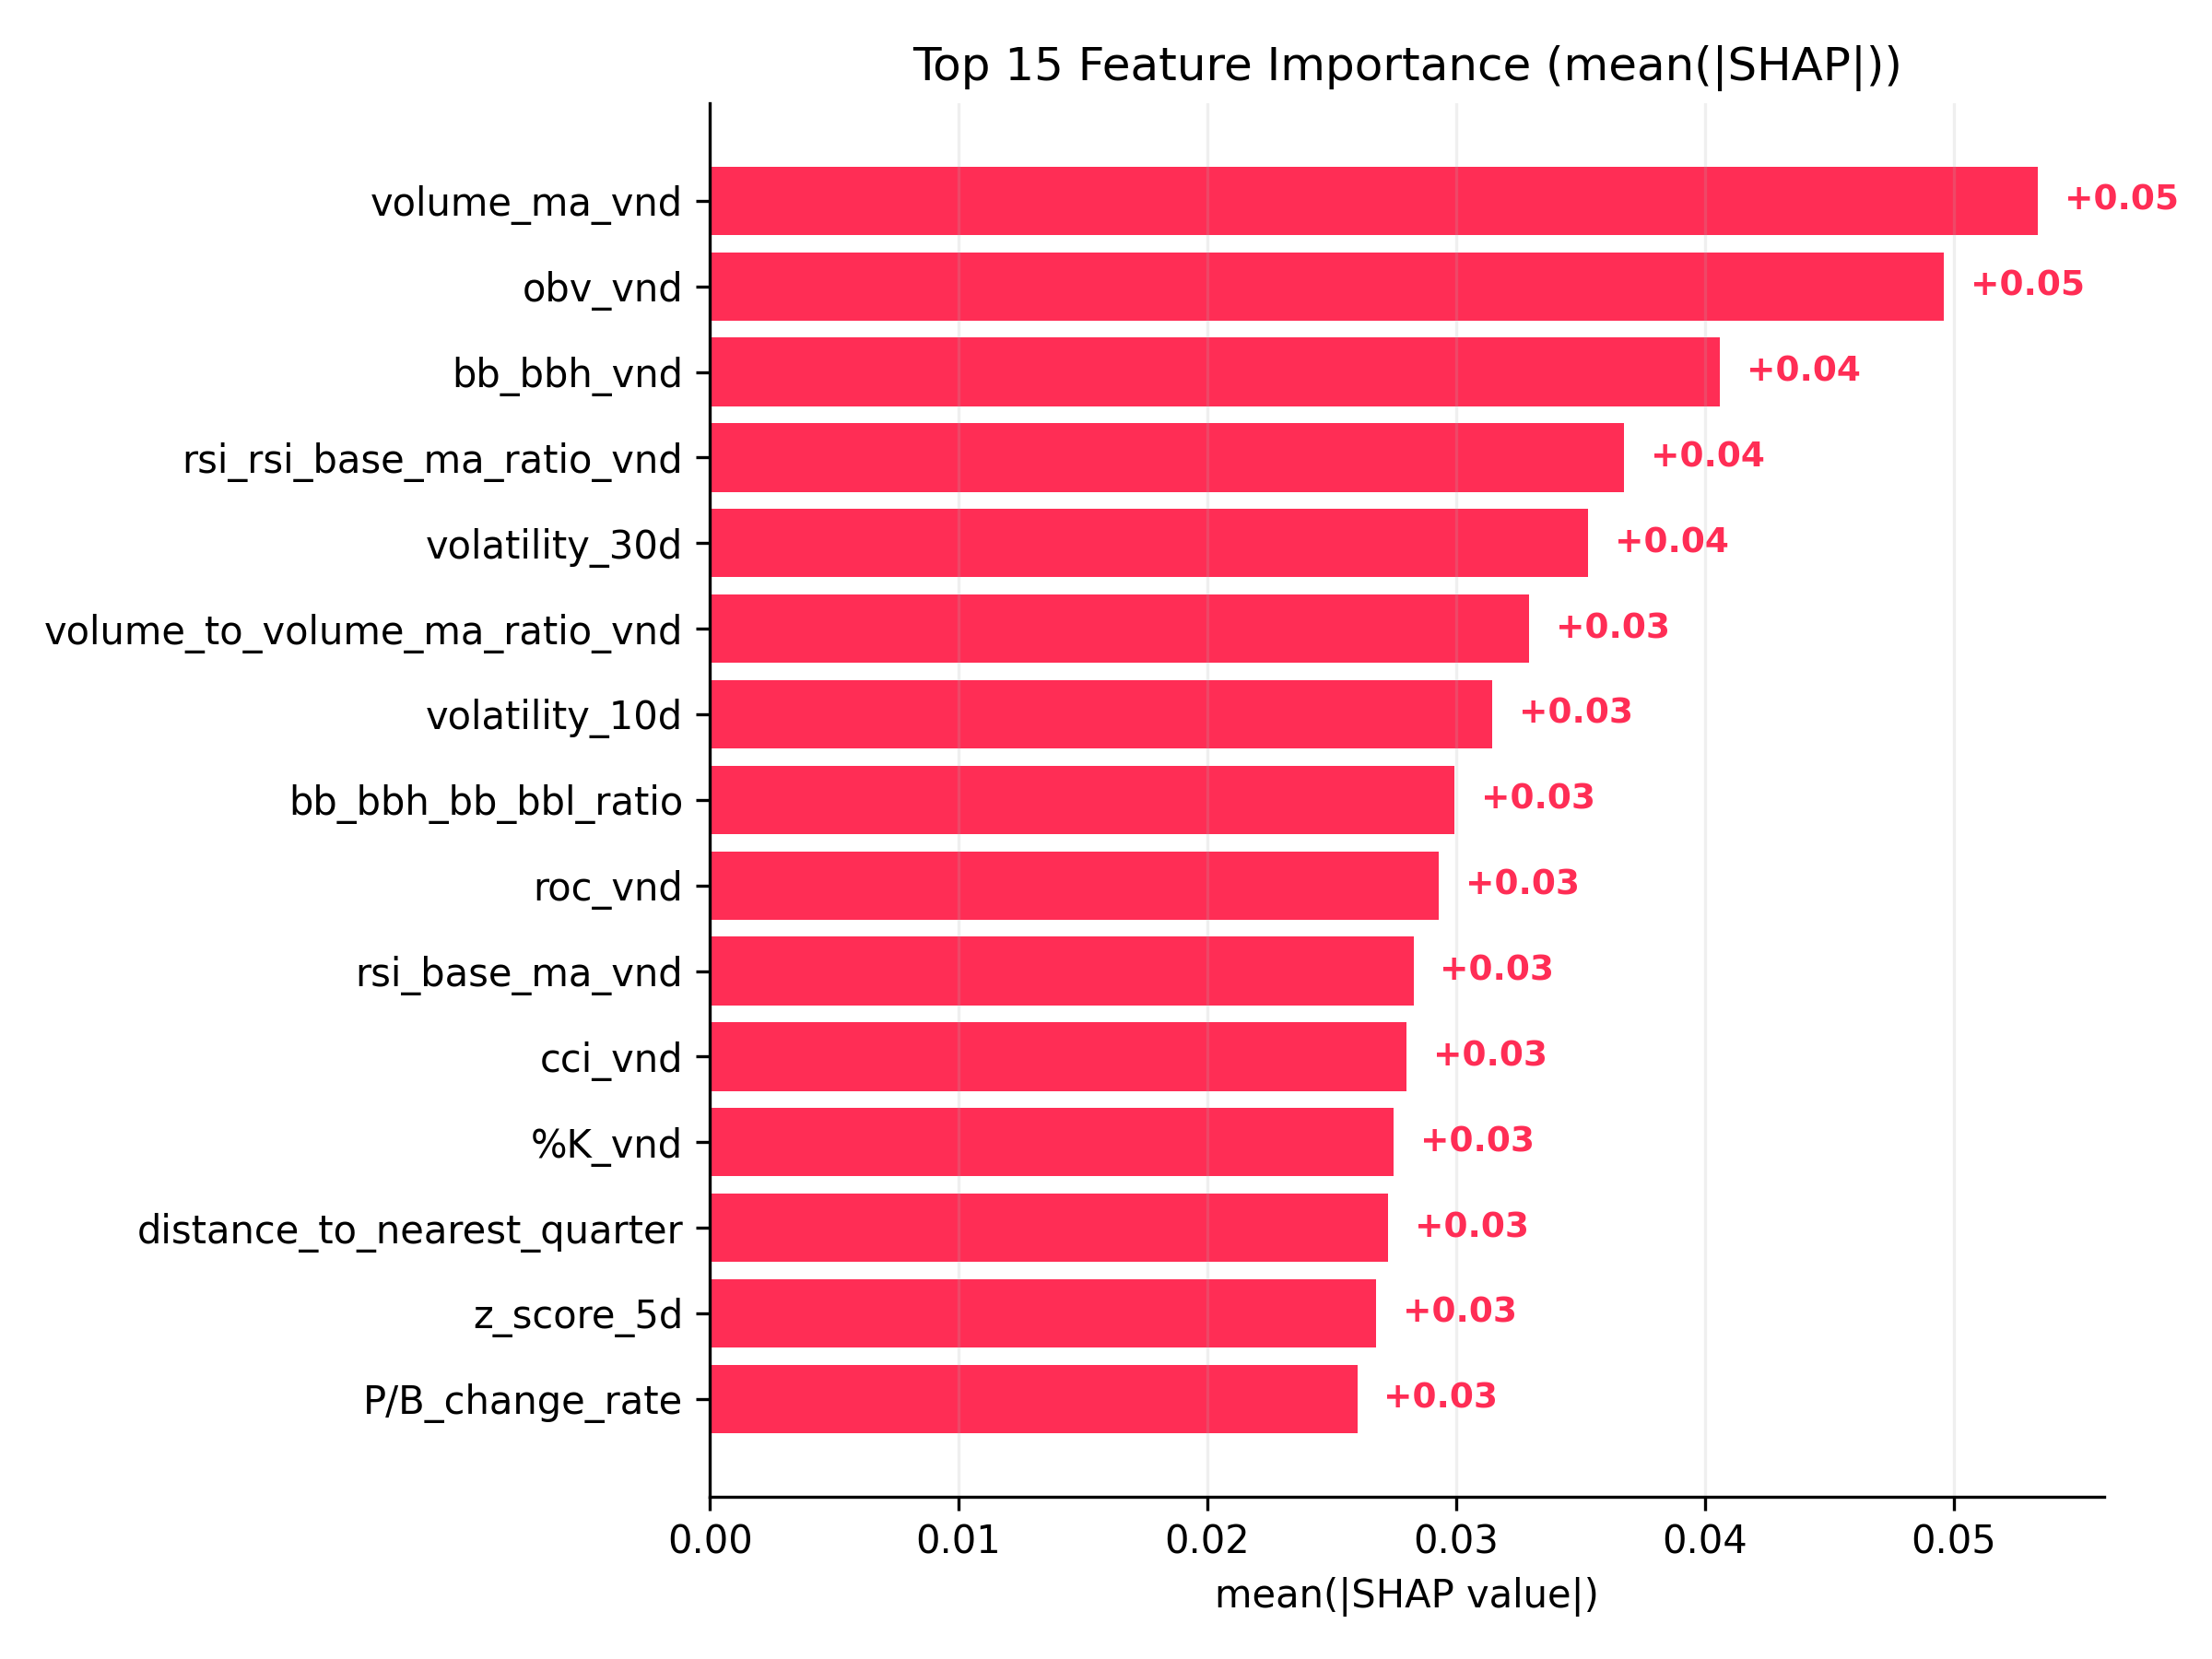 Top 15 Feature Importance (mean(|SHAP|))
volume_ma_vnd +0.05
obv_vnd +0.05
bb_bbh_vnd +0.04
rsi_rsi_base_ma_ratio_vnd +0.04
volatility_30d +0.04
volume_to_volume_ma_ratio_vnd +0.03
volatility_10d +0.03
bb_bbh_bb_bbl_ratio +0.03
roc_vnd +0.03
rsi_base_ma_vnd +0.03
cci_vnd +0.03
%K_vnd +0.03
distance_to_nearest_quarter +0.03
z_score_5d +0.03
P/B_change_rate +0.03
0.00 0.01 0.02 0.03 0.04 0.05
mean(|SHAP value|)